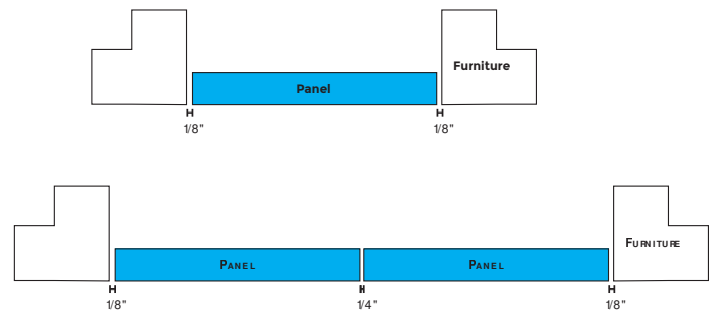 Furniture
Panel
1/8"
1/8"
FURNITURE
PANEL
PANEL
1/8"
1/4"
1/8"